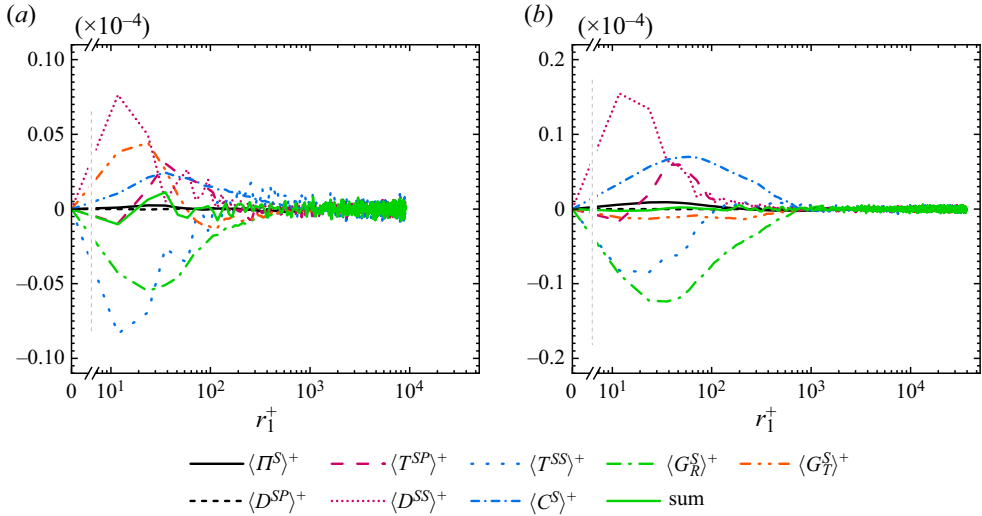 (a)
(×10⁻⁴)
0.10
0.05
0
−0.05
−0.10
0 10¹ 10² 10³ 10⁴
r₁⁺
(b)
(×10⁻⁴)
0.2
0.1
0
−0.1
−0.2
0 10¹ 10² 10³ 10⁴
r₁⁺
⟨Π^S⟩⁺ ⟨T^SP⟩⁺ ⟨T^SS⟩⁺ ⟨G_R^S⟩⁺ ⟨G_T^S⟩⁺
⟨D^SP⟩⁺ ⟨D^SS⟩⁺ ⟨C^S⟩⁺ sum